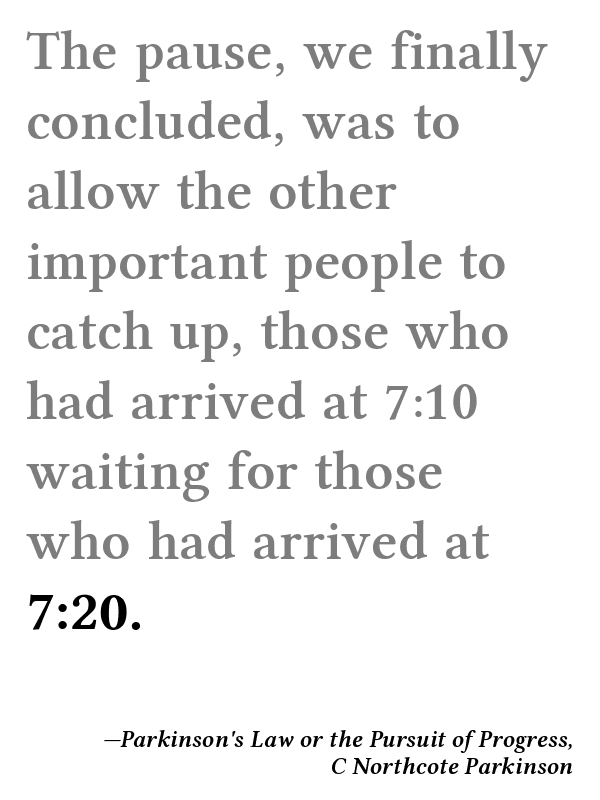 The pause, we finally
concluded, was to
allow the other
important people to
catch up, those who
had arrived at 7:10
waiting for those
who had arrived at
7:20.
—Parkinson's Law or the Pursuit of Progress,
C Northcote Parkinson